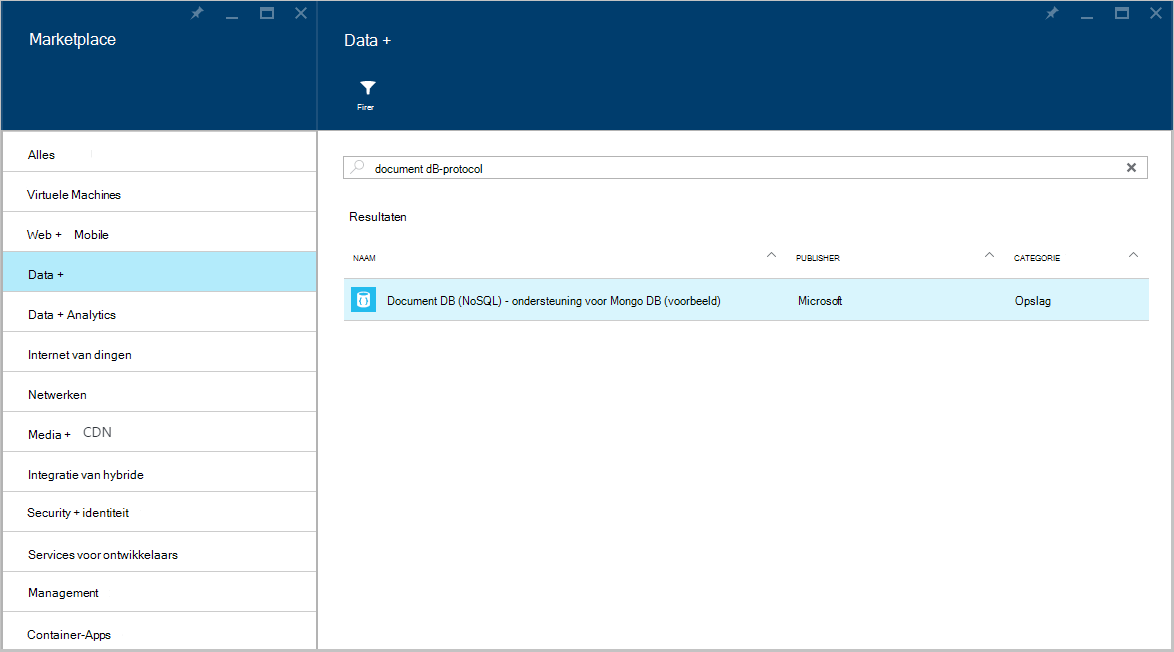 Marketplace
Alles
Virtuele Machines
Web + Mobile
Data +
Data + Analytics
Internet van dingen
Netwerken
Media + CDN
Integratie van hybride
Security + identiteit
Services voor ontwikkelaars
Management
Container-Apps
Data +
Firer
document dB-protocol
Resultaten
NAAM PUBLISHER CATEGORIE
Document DB (NoSQL) - ondersteuning voor Mongo DB (voorbeeld) Microsoft Opslag